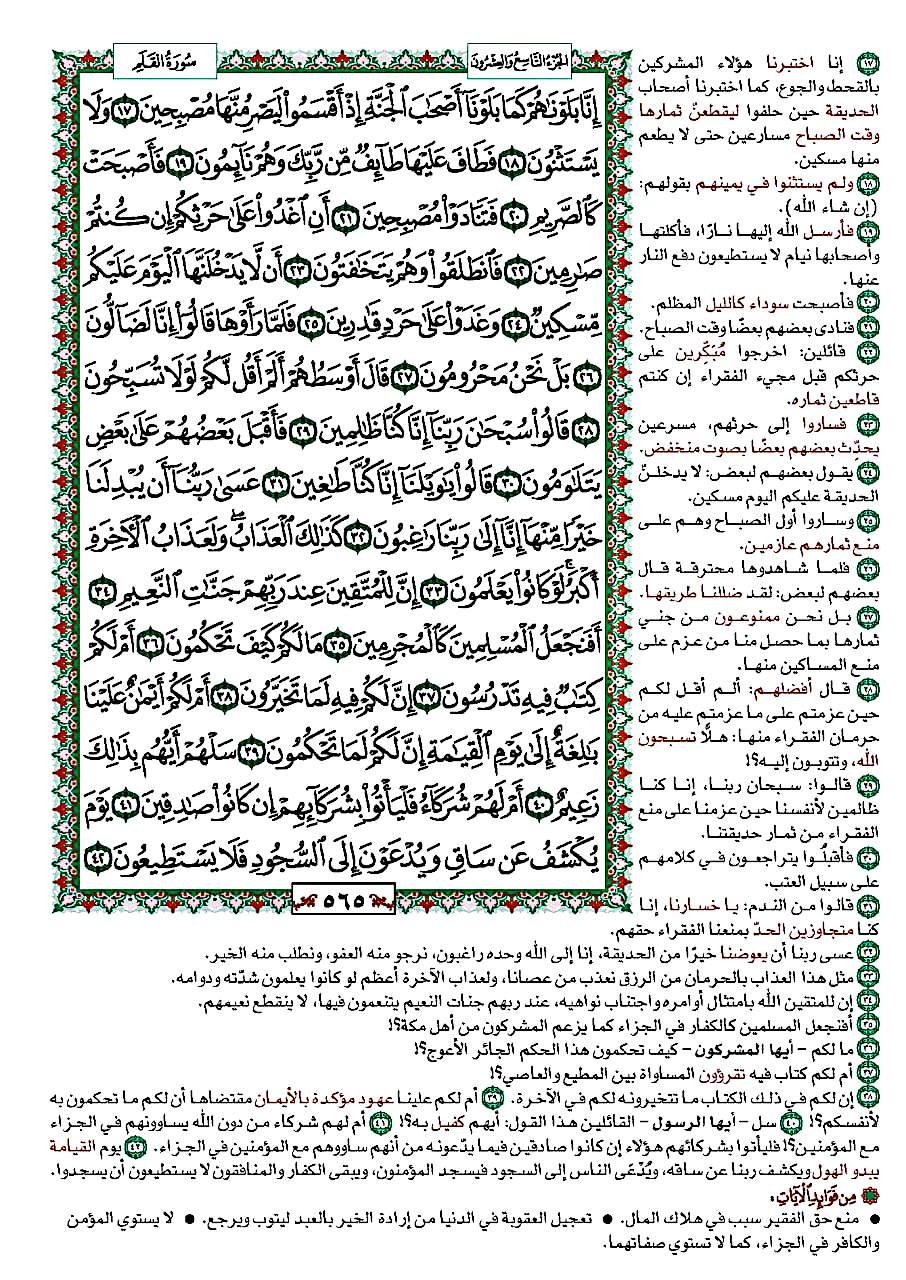 سُورَةُ القَلَمِ
الجُزْءُ التَّاسِعُ وَالعِشْرُونَ
إِنَّا بَلَوْنَٰهُمْ كَمَا بَلَوْنَآ أَصْحَٰبَ ٱلْجَنَّةِ إِذْ أَقْسَمُوا۟ لَيَصْرِمُنَّهَا مُصْبِحِينَ ١٧ وَلَا
يَسْتَثْنُونَ ١٨ فَطَافَ عَلَيْهَا طَآئِفٌ مِّن رَّبِّكَ وَهُمْ نَآئِمُونَ ١٩ فَأَصْبَحَتْ
كَٱلصَّرِيمِ ٢٠ فَتَنَادَوْا۟ مُصْبِحِينَ ٢١ أَنِ ٱغْدُوا۟ عَلَىٰ حَرْثِكُمْ إِن كُنتُمْ
صَٰرِمِينَ ٢٢ فَٱنطَلَقُوا۟ وَهُمْ يَتَخَٰفَتُونَ ٢٣ أَن لَّا يَدْخُلَنَّهَا ٱلْيَوْمَ عَلَيْكُم
مِّسْكِينٌ ٢٤ وَغَدَوْا۟ عَلَىٰ حَرْدٍ قَٰدِرِينَ ٢٥ فَلَمَّا رَأَوْهَا قَالُوٓا۟ إِنَّا لَضَآلُّونَ
٢٦ بَلْ نَحْنُ مَحْرُومُونَ ٢٧ قَالَ أَوْسَطُهُمْ أَلَمْ أَقُل لَّكُمْ لَوْلَا تُسَبِّحُونَ
٢٨ قَالُوا۟ سُبْحَٰنَ رَبِّنَآ إِنَّا كُنَّا ظَٰلِمِينَ ٢٩ فَأَقْبَلَ بَعْضُهُمْ عَلَىٰ بَعْضٍ
يَتَلَٰوَمُونَ ٣٠ قَالُوا۟ يَٰوَيْلَنَآ إِنَّا كُنَّا طَٰغِينَ ٣١ عَسَىٰ رَبُّنَآ أَن يُبْدِلَنَا
خَيْرًا مِّنْهَآ إِنَّآ إِلَىٰ رَبِّنَا رَٰغِبُونَ ٣٢ كَذَٰلِكَ ٱلْعَذَابُ ۖ وَلَعَذَابُ ٱلْءَاخِرَةِ
أَكْبَرُ ۚ لَوْ كَانُوا۟ يَعْلَمُونَ ٣٣ إِنَّ لِلْمُتَّقِينَ عِندَ رَبِّهِمْ جَنَّٰتِ ٱلنَّعِيمِ ٣٤
أَفَنَجْعَلُ ٱلْمُسْلِمِينَ كَٱلْمُجْرِمِينَ ٣٥ مَا لَكُمْ كَيْفَ تَحْكُمُونَ ٣٦ أَمْ لَكُمْ
كِتَٰبٌ فِيهِ تَدْرُسُونَ ٣٧ إِنَّ لَكُمْ فِيهِ لَمَا تَخَيَّرُونَ ٣٨ أَمْ لَكُمْ أَيْمَٰنٌ عَلَيْنَا
بَٰلِغَةٌ إِلَىٰ يَوْمِ ٱلْقِيَٰمَةِ إِنَّ لَكُمْ لَمَا تَحْكُمُونَ ٣٩ سَلْهُمْ أَيُّهُم بِذَٰلِكَ
زَعِيمٌ ٤٠ أَمْ لَهُمْ شُرَكَآءُ فَلْيَأْتُوا۟ بِشُرَكَآئِهِمْ إِن كَانُوا۟ صَٰدِقِينَ ٤١ يَوْمَ
يُكْشَفُ عَن سَاقٍ وَيُدْعَوْنَ إِلَى ٱلسُّجُودِ فَلَا يَسْتَطِيعُونَ ٤٢
٥٦٥
١٧ إنا اختبرنا هؤلاء المشركين
بالقحط والجوع، كما اختبرنا أصحاب
الحديقة حين حلفوا ليقطعنّ ثمارها
وقت الصباح مسارعين حتى لا يطعم
منها مسكين.
١٨ ولم يستثنوا في يمينهم بقولهم:
(إن شاء الله).
١٩ فأرسل الله إليها نارًا، فأكلتها
وأصحابها نيام لا يستطيعون دفع النار
عنها.
٢٠ فأصبحت سوداء كالليل المظلم.
٢١ فنادى بعضهم بعضًا وقت الصباح.
٢٢ قائلين: اخرجوا مُبَكِّرين على
حرثكم قبل مجيء الفقراء إن كنتم
قاطعين ثماره.
٢٣ فساروا إلى حرثهم، مسرعين
يحدّث بعضهم بعضًا بصوت منخفض.
٢٤ يقول بعضهم لبعض: لا يدخلنّ
الحديقة عليكم اليوم مسكين.
٢٥ وساروا أول الصباح وهم على
منع ثمارهم عازمين.
٢٦ فلما شاهدوها محترقة قال
بعضهم لبعض: لقد ضللنا طريقها.
٢٧ بل نحن ممنوعون من جني
ثمارها بما حصل منا من عزم على
منع المساكين منها.
٢٨ قال أفضلهم: ألم أقل لكم
حين عزمتم على ما عزمتم عليه من
حرمان الفقراء منها: هلَّا تسبحون
الله، وتتوبون إليه؟!
٢٩ قالوا: سبحان ربنا، إنا كنا
ظالمين لأنفسنا حين عزمنا على منع
الفقراء من ثمار حديقتنا.
٣٠ فأقبلُوا يتراجعون في كلامهم
على سبيل العتب.
٣١ قالوا من الندم: يا خسارنا، إنا
كنا متجاوزين الحدّ بمنعنا الفقراء حقهم.
٣٢ عسى ربنا أن يعوضنا خيرًا من الحديقة، إنا إلى الله وحده راغبون، نرجو منه العفو، ونطلب منه الخير.
٣٣ مثل هذا العذاب بالحرمان من الرزق نعذب من عصانا، ولعذاب الآخرة أعظم لو كانوا يعلمون شدّته ودوامه.
٣٤ إن للمتقين الله بامتثال أوامره واجتناب نواهيه، عند ربهم جنات النعيم يتنعمون فيها، لا ينقطع نعيمهم.
٣٥ أفنجعل المسلمين كالكفار في الجزاء كما يزعم المشركون من أهل مكة؟!
٣٦ ما لكم – أيها المشركون – كيف تحكمون هذا الحكم الجائر الأعوج؟!
٣٧ أم لكم كتاب فيه تقرؤون المساواة بين المطيع والعاصي؟!
٣٨ إن لكم في ذلك الكتاب ما تتخيرونه لكم في الآخرة. ٣٩ أم لكم علينا عهود مؤكدة بالأيمان مقتضاها أن لكم ما تحكمون به
لأنفسكم؟! ٤٠ سل – أيها الرسول – القائلين هذا القول: أيهم كفيل به؟! ٤١ أم لهم شركاء من دون الله يساوونهم في الجزاء
مع المؤمنين؟! فليأتوا بشركائهم هؤلاء إن كانوا صادقين فيما يدّعونه من أنهم ساووهم مع المؤمنين في الجزاء. ٤٢ يوم القيامة
يبدو الهول ويكشف ربنا عن ساقه، ويُدْعَى الناس إلى السجود فيسجد المؤمنون، ويبقى الكفار والمنافقون لا يستطيعون أن يسجدوا.
مِن فَوَائِدِ الآيَاتِ:
● منع حق الفقير سبب في هلاك المال. ● تعجيل العقوبة في الدنيا من إرادة الخير بالعبد ليتوب ويرجع. ● لا يستوي المؤمن
والكافر في الجزاء، كما لا تستوي صفاتهما.